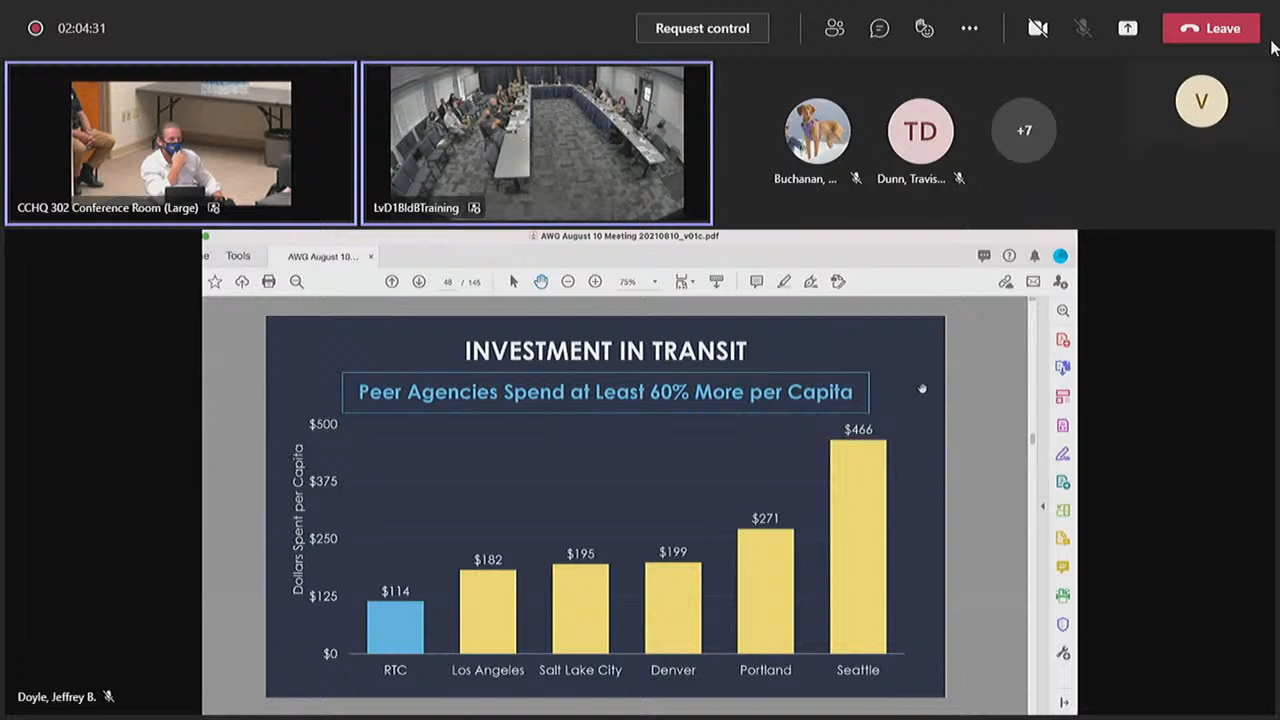 02:04:31
Request control
Leave
CCHQ 302 Conference Room (Large)
LvD1BldBTraining
Buchanan, ...
TD
Dunn, Travis...
+7
V
AWG August 10 Meeting 20210810_v01c.pdf
Tools
AWG August 10...
48 / 145
75%
INVESTMENT IN TRANSIT
Peer Agencies Spend at Least 60% More per Capita
Dollars Spent per Capita
$500
$375
$250
$125
$0
$114
$182
$195
$199
$271
$466
RTC
Los Angeles
Salt Lake City
Denver
Portland
Seattle
Doyle, Jeffrey B.